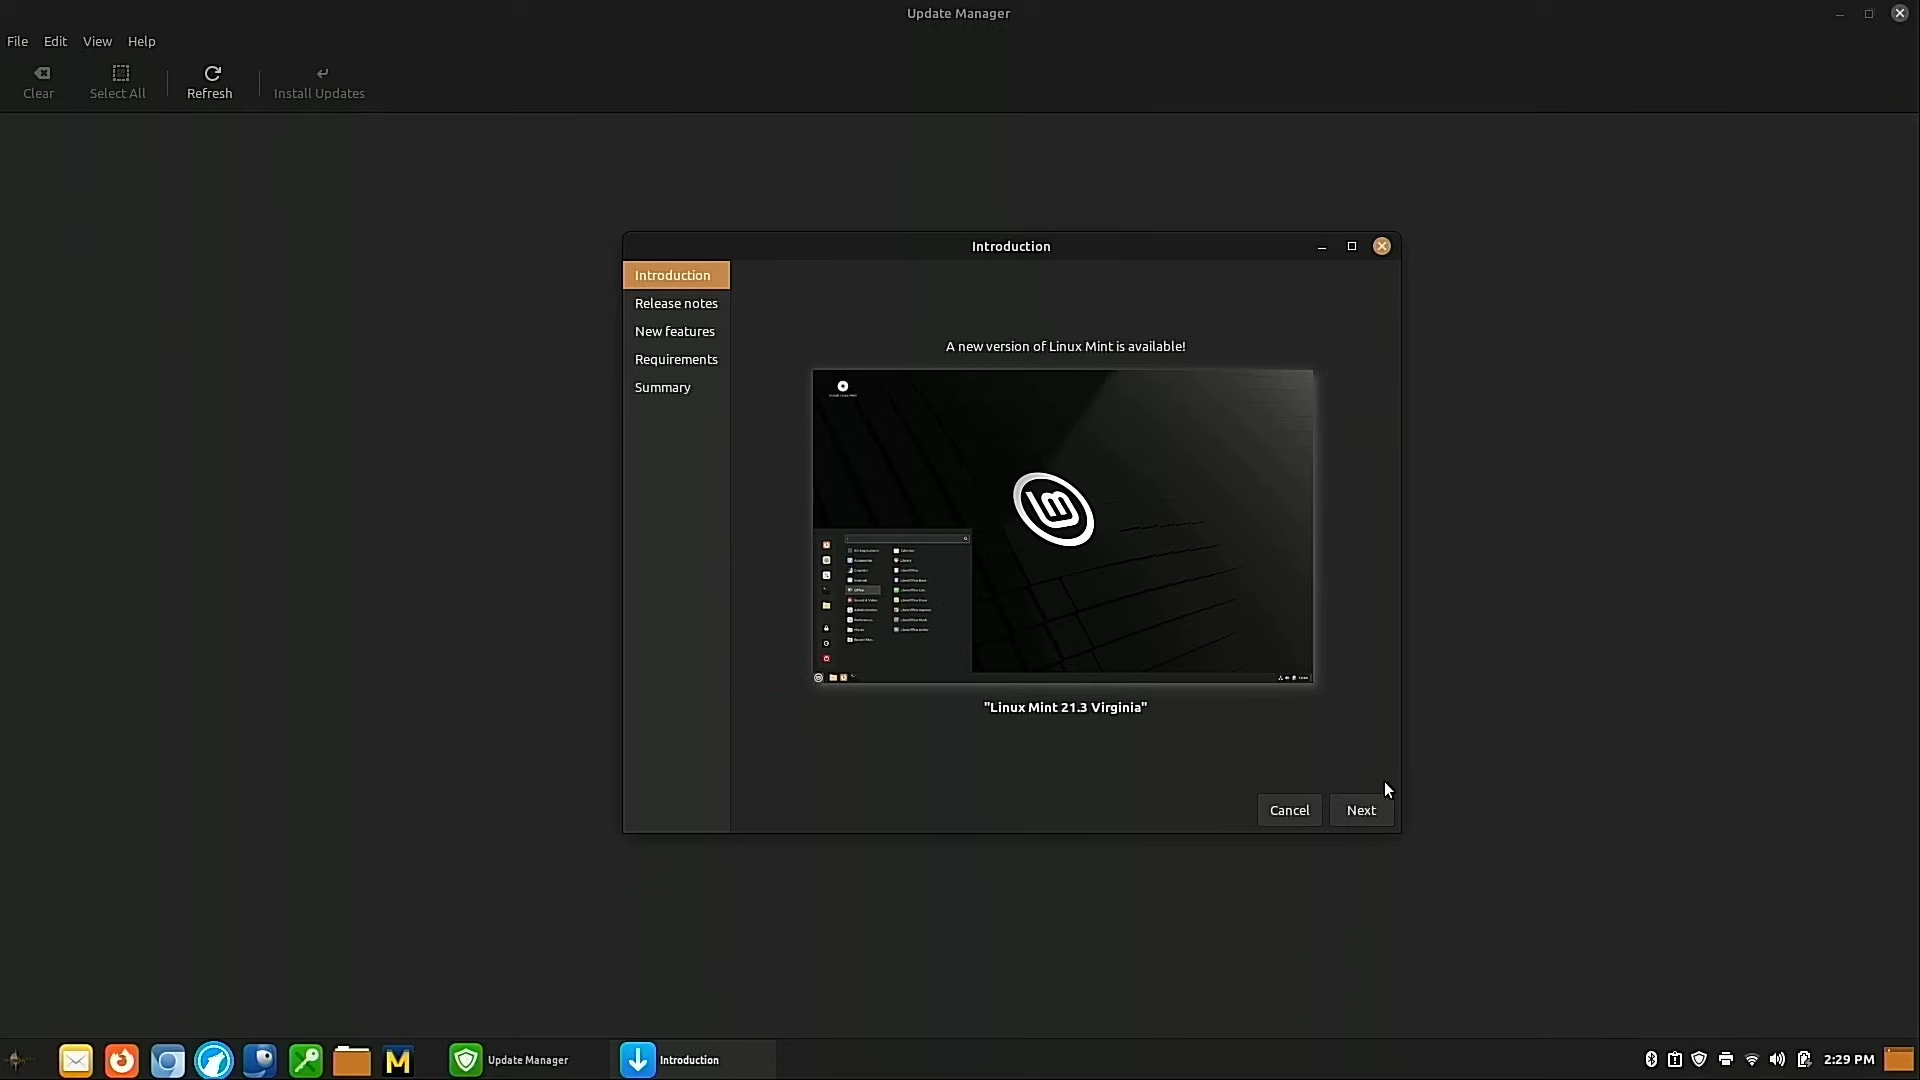 Update Manager
File Edit View Help
Clear Select All Refresh Install Updates
Introduction
Introduction
Release notes
New features
Requirements
Summary
A new version of Linux Mint is available!
"Linux Mint 21.3 Virginia"
Cancel Next
Update Manager Introduction 2:29 PM